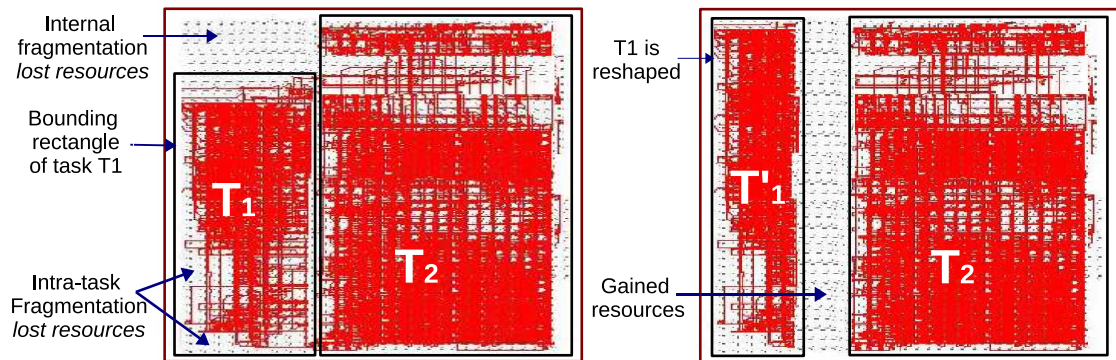 Internal
fragmentation
lost resources
Bounding
rectangle
of task T1
Intra-task
Fragmentation
lost resources
T1
T2
T1 is
reshaped
Gained
resources
T'1
T2